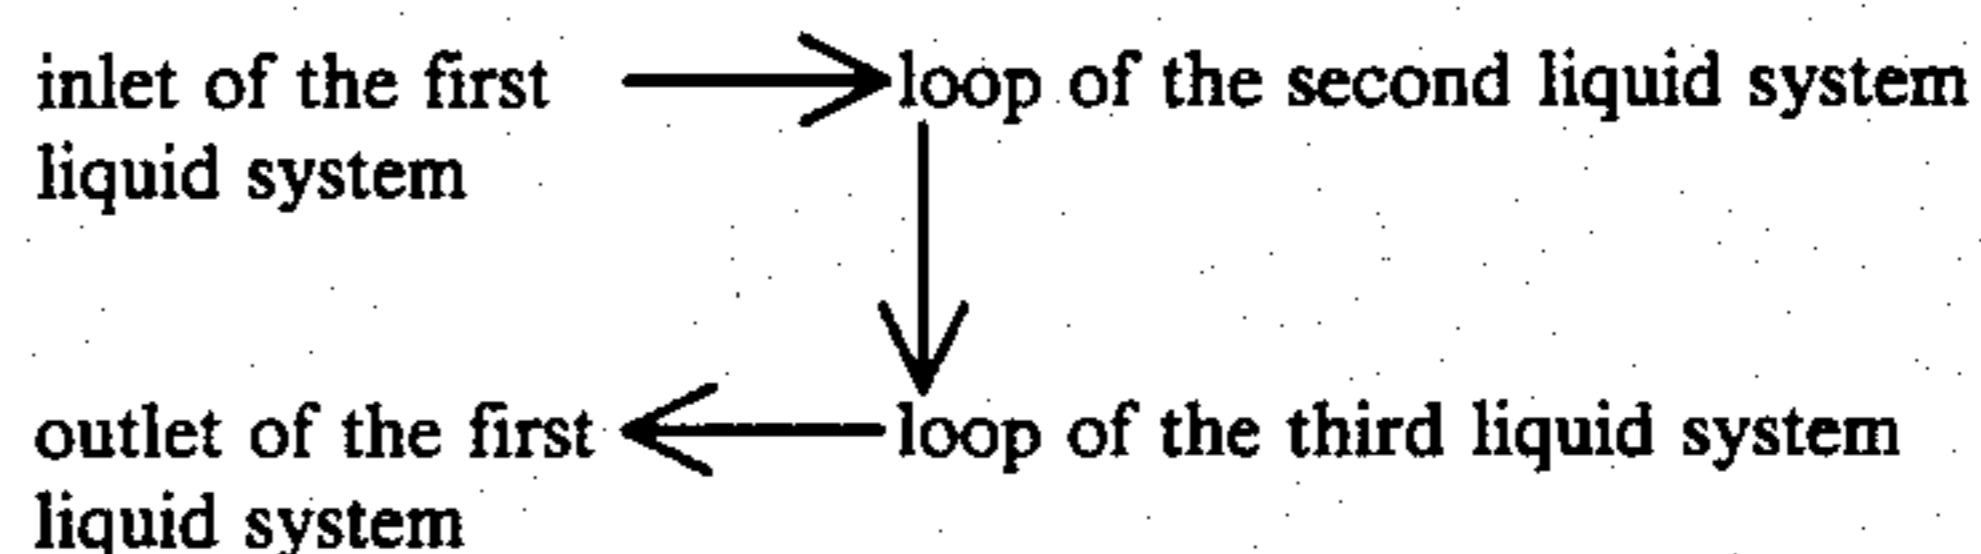 inlet of the first
loop of the second liquid system
liquid system
outlet of the first
loop of the third liquid system
liquid system